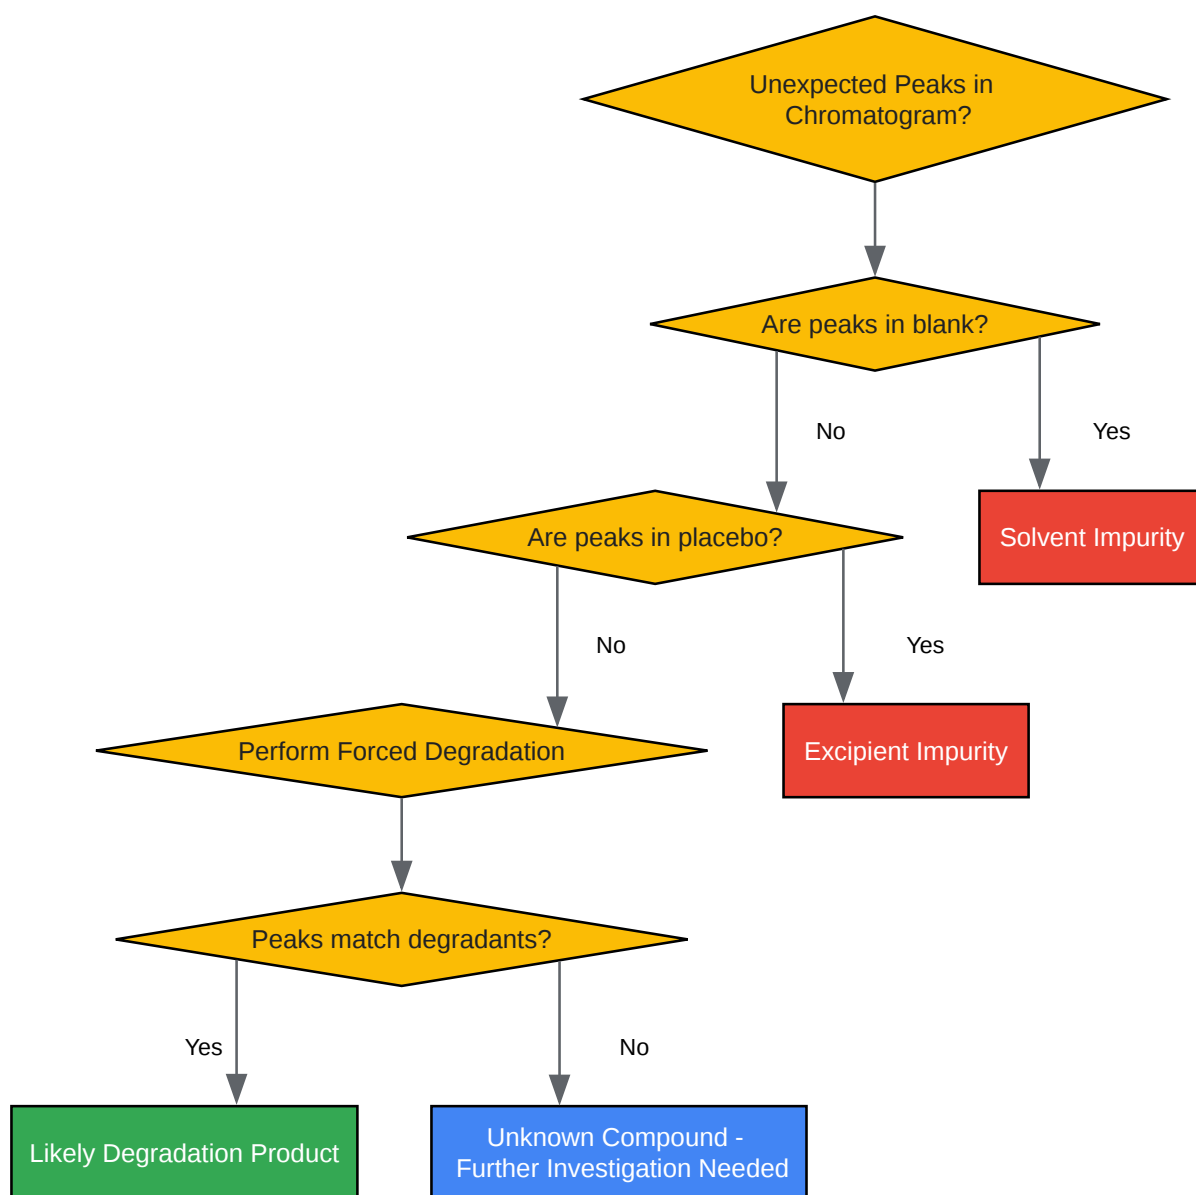 Unexpected Peaks in
Chromatogram?
Are peaks in blank?
No
Yes
Are peaks in placebo?
Solvent Impurity
No
Yes
Perform Forced Degradation
Excipient Impurity
Peaks match degradants?
Yes
No
Likely Degradation Product
Unknown Compound -
Further Investigation Needed